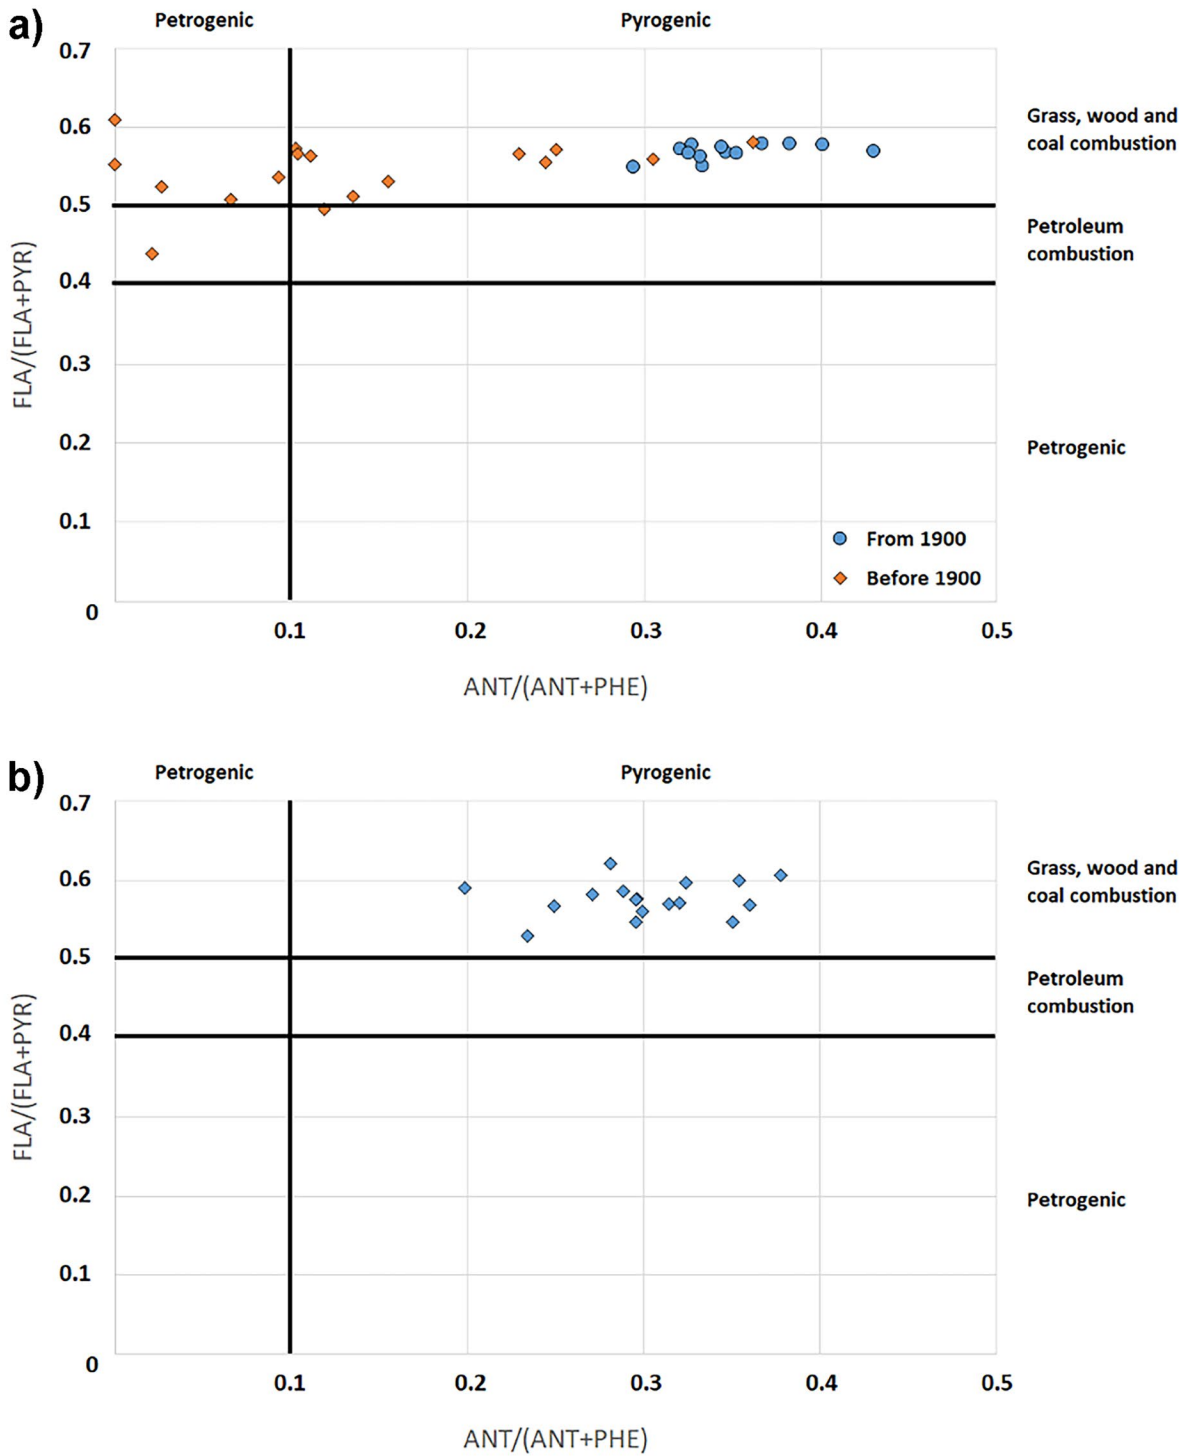 a)
Petrogenic
Pyrogenic
0.7
0.6
0.5
0.4
0.3
0.2
0.1
0
FLA/(FLA+PYR)
Grass, wood and
coal combustion
Petroleum
combustion
Petrogenic
From 1900
Before 1900
0.1
0.2
0.3
0.4
0.5
ANT/(ANT+PHE)
b)
Petrogenic
Pyrogenic
0.7
0.6
0.5
0.4
0.3
0.2
0.1
0
FLA/(FLA+PYR)
Grass, wood and
coal combustion
Petroleum
combustion
Petrogenic
0.1
0.2
0.3
0.4
0.5
ANT/(ANT+PHE)